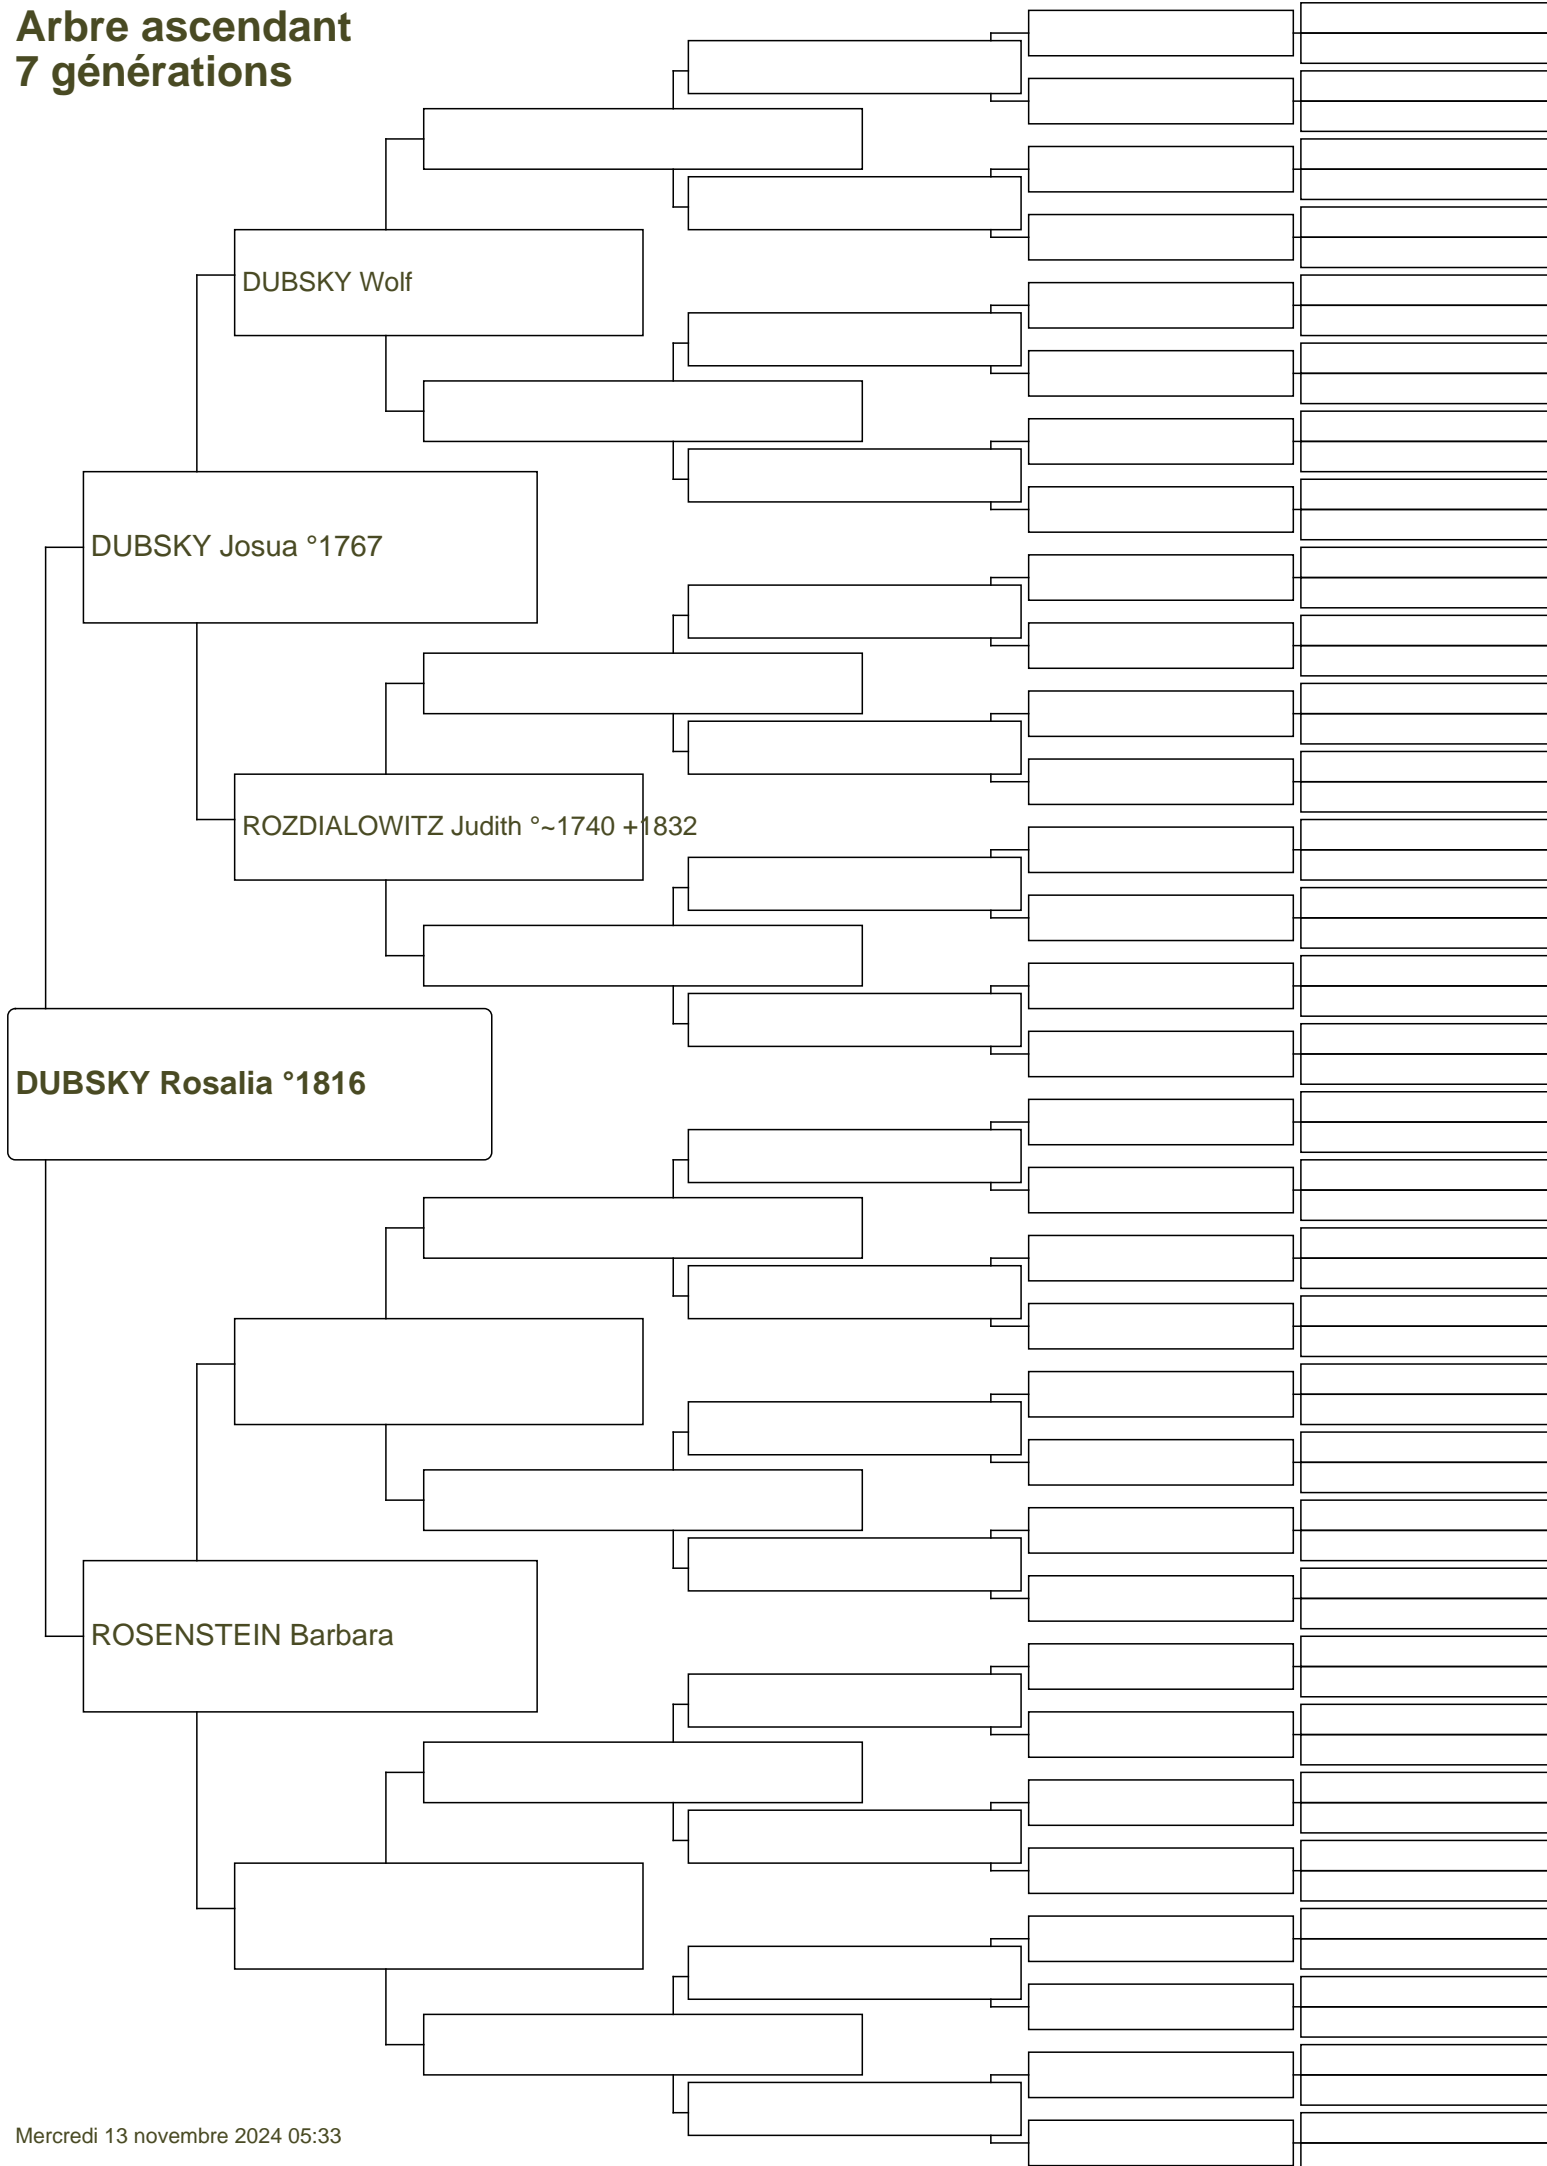 Arbre ascendant
7 générations
DUBSKY Wolf
DUBSKY Josua °1767
ROZDIALOWITZ Judith °~1740 +1832
DUBSKY Rosalia °1816
ROSENSTEIN Barbara
Mercredi 13 novembre 2024 05:33